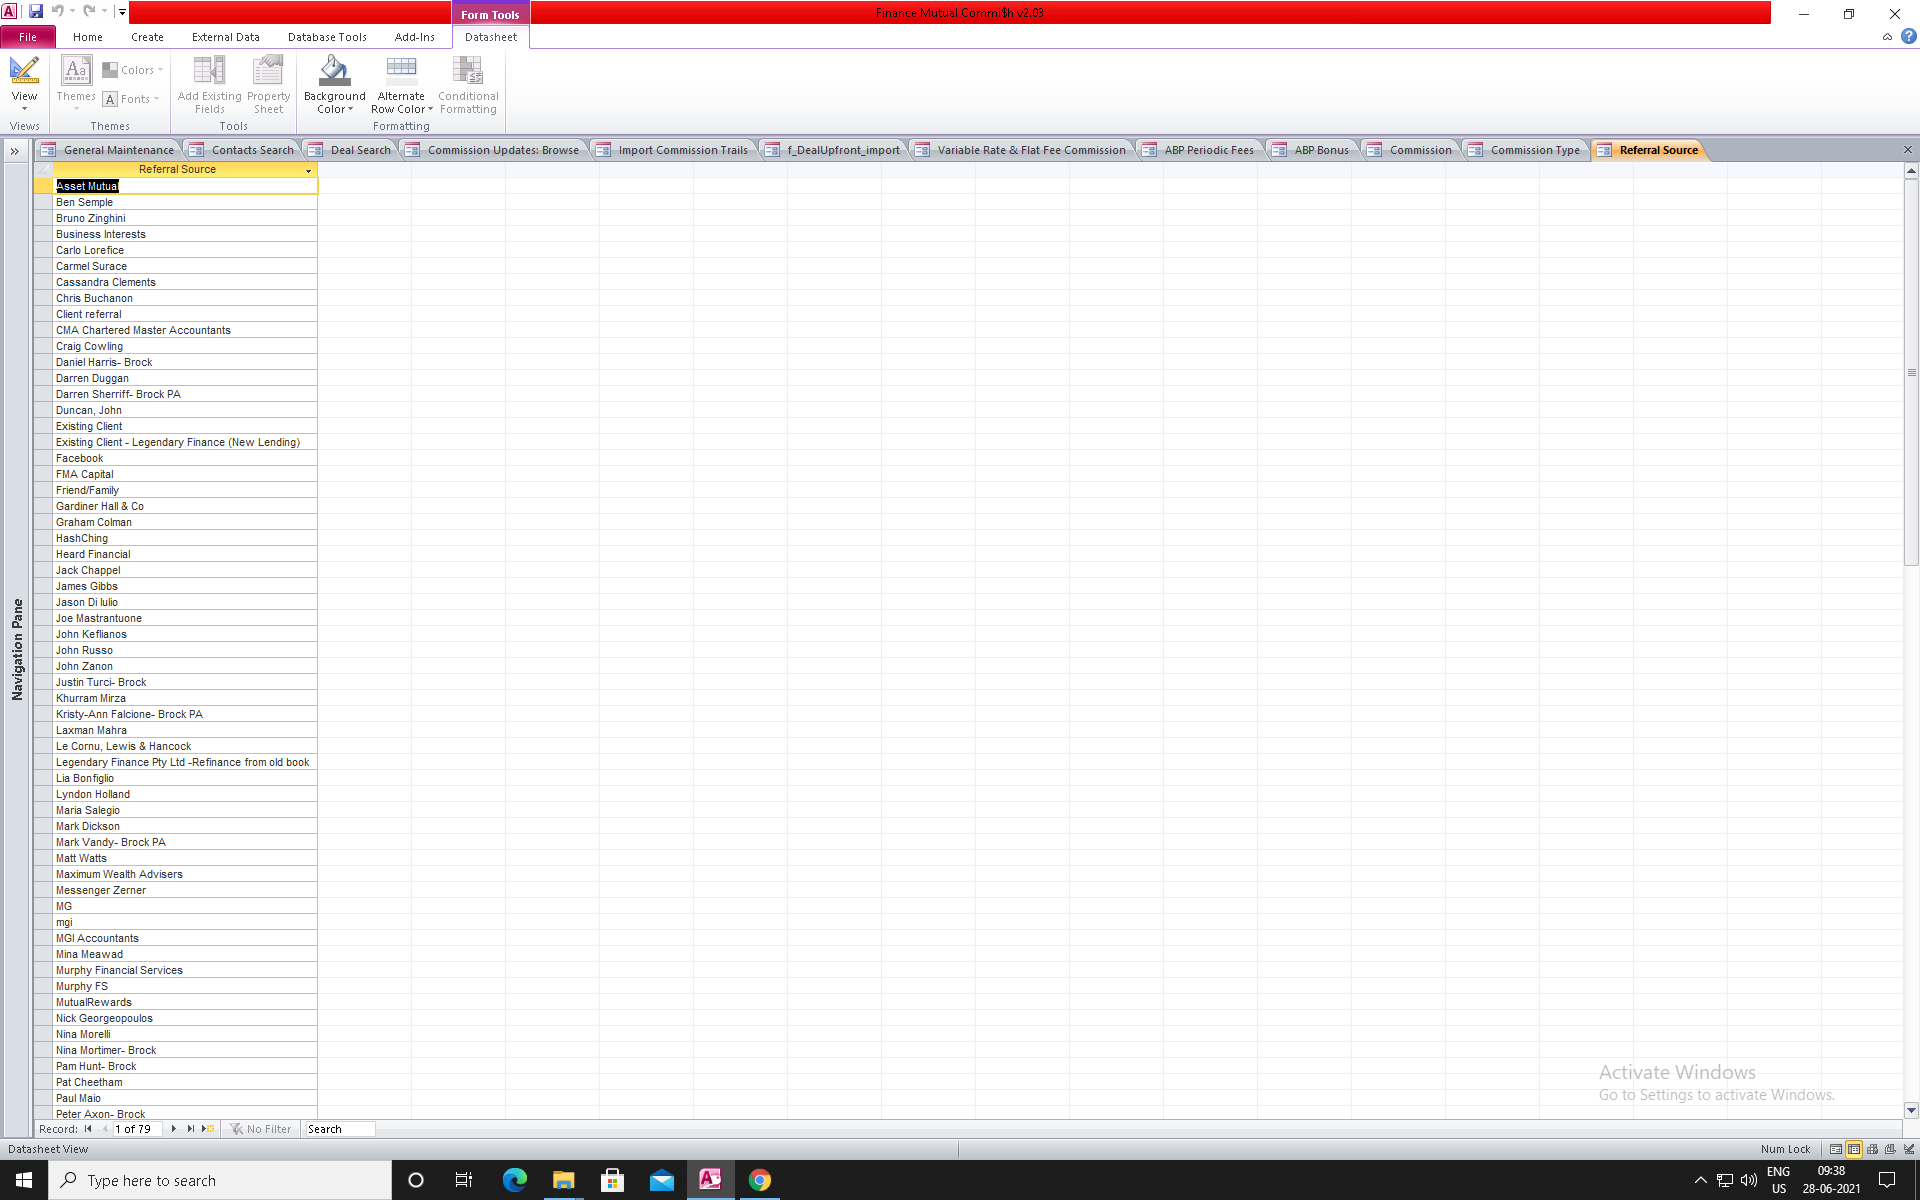 Form Tools
Finance Mutual Commi$h v2.03
File Home Create External Data Database Tools Add-Ins Datasheet
View
Views
Themes
Colors
Fonts
Themes
Add Existing Fields
Property Sheet
Tools
Background Color
Alternate Row Color
Conditional Formatting
Formatting
General Maintenance Contacts Search Deal Search Commission Updates: Browse Import Commission Trails f_DealUpfront_import Variable Rate & Flat Fee Commission ABP Periodic Fees ABP Bonus Commission Commission Type Referral Source
Navigation Pane
Referral Source
Asset Mutual
Ben Semple
Bruno Zinghini
Business Interests
Carlo Lorefice
Carmel Surace
Cassandra Clements
Chris Buchanon
Client referral
CMA Chartered Master Accountants
Craig Cowling
Daniel Harris- Brock
Darren Duggan
Darren Sherriff- Brock PA
Duncan, John
Existing Client
Existing Client - Legendary Finance (New Lending)
Facebook
FMA Capital
Friend/Family
Gardiner Hall & Co
Graham Colman
HashChing
Heard Financial
Jack Chappel
James Gibbs
Jason Di Iulio
Joe Mastrantuone
John Keflianos
John Russo
John Zanon
Justin Turci- Brock
Khurram Mirza
Kristy-Ann Falcione- Brock PA
Laxman Mahra
Le Cornu, Lewis & Hancock
Legendary Finance Pty Ltd -Refinance from old book
Lia Bonfiglio
Lyndon Holland
Maria Salegio
Mark Dickson
Mark Vandy- Brock PA
Matt Watts
Maximum Wealth Advisers
Messenger Zerner
MG
mgi
MGI Accountants
Mina Meawad
Murphy Financial Services
Murphy FS
MutualRewards
Nick Georgeopoulos
Nina Morelli
Nina Mortimer- Brock
Pam Hunt- Brock
Pat Cheetham
Paul Maio
Peter Axon- Brock
Activate Windows
Go to Settings to activate Windows.
Record: 1 of 79 No Filter Search
Datasheet View
Num Lock
Type here to search
ENG
US
09:38
28-06-2021